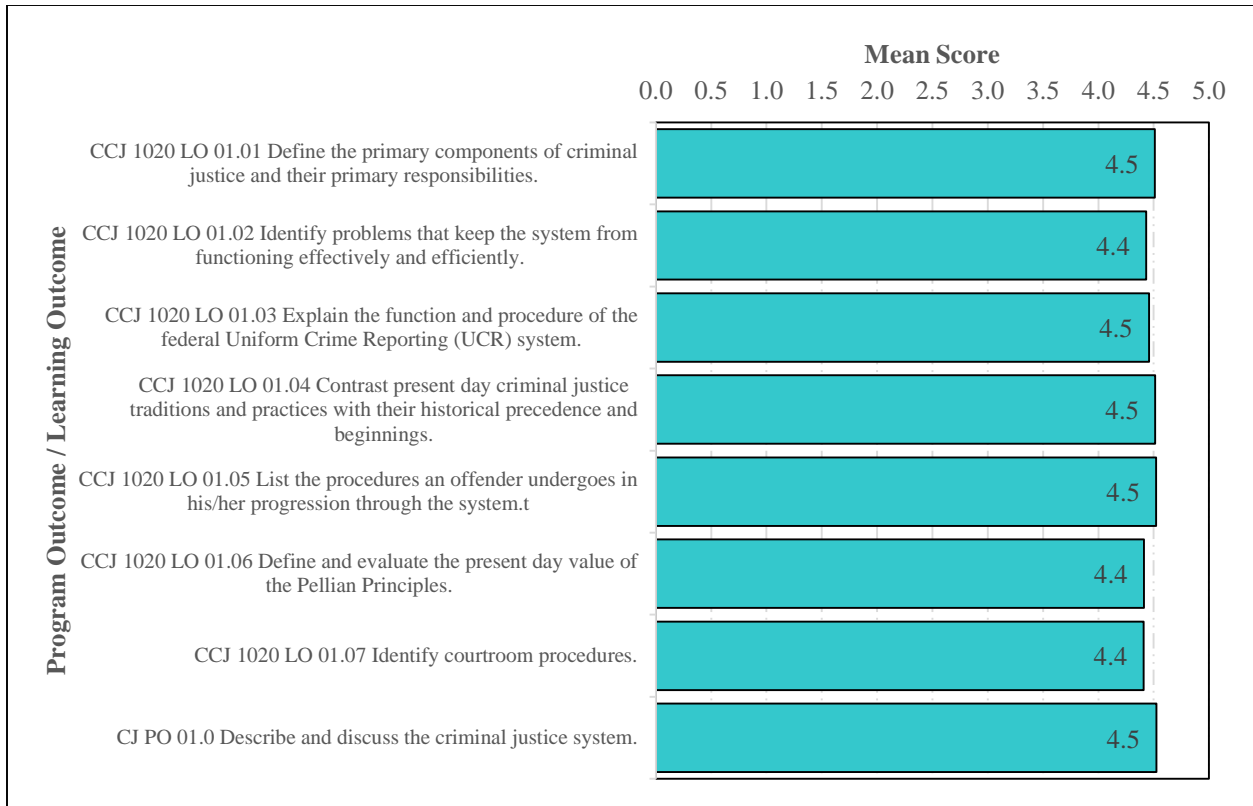 Mean Score
0.0 0.5 1.0 1.5 2.0 2.5 3.0 3.5 4.0 4.5 5.0
Program Outcome / Learning Outcome
CCJ 1020 LO 01.01 Define the primary components of criminal
justice and their primary responsibilities.
4.5
CCJ 1020 LO 01.02 Identify problems that keep the system from
functioning effectively and efficiently.
4.4
CCJ 1020 LO 01.03 Explain the function and procedure of the
federal Uniform Crime Reporting (UCR) system.
4.5
CCJ 1020 LO 01.04 Contrast present day criminal justice
traditions and practices with their historical precedence and
beginnings.
4.5
CCJ 1020 LO 01.05 List the procedures an offender undergoes in
his/her progression through the system.t
4.5
CCJ 1020 LO 01.06 Define and evaluate the present day value of
the Pellian Principles.
4.4
CCJ 1020 LO 01.07 Identify courtroom procedures.
4.4
CJ PO 01.0 Describe and discuss the criminal justice system.
4.5